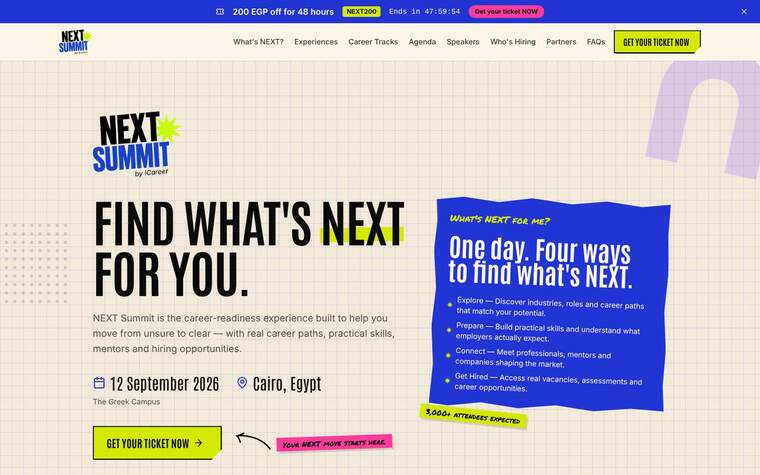 200 EGP off for 48 hours NEXT200 Ends in 47:59:54 Get your ticket NOW
NEXT SUMMIT by iCareer
What's NEXT? Experiences Career Tracks Agenda Speakers Who's Hiring Partners FAQs GET YOUR TICKET NOW
NEXT
SUMMIT
by iCareer
FIND WHAT'S NEXT
FOR YOU.
NEXT Summit is the career-readiness experience built to help you
move from unsure to clear — with real career paths, practical skills,
mentors and hiring opportunities.
12 September 2026 Cairo, Egypt
The Greek Campus
GET YOUR TICKET NOW →
Your NEXT move starts here.
What's NEXT for me?
One day. Four ways
to find what's NEXT.
Explore — Discover industries, roles and career paths
that match your potential.
Prepare — Build practical skills and understand what
employers actually expect.
Connect — Meet professionals, mentors and
companies shaping the market.
Get Hired — Access real vacancies, assessments and
career opportunities.
3,000+ attendees expected